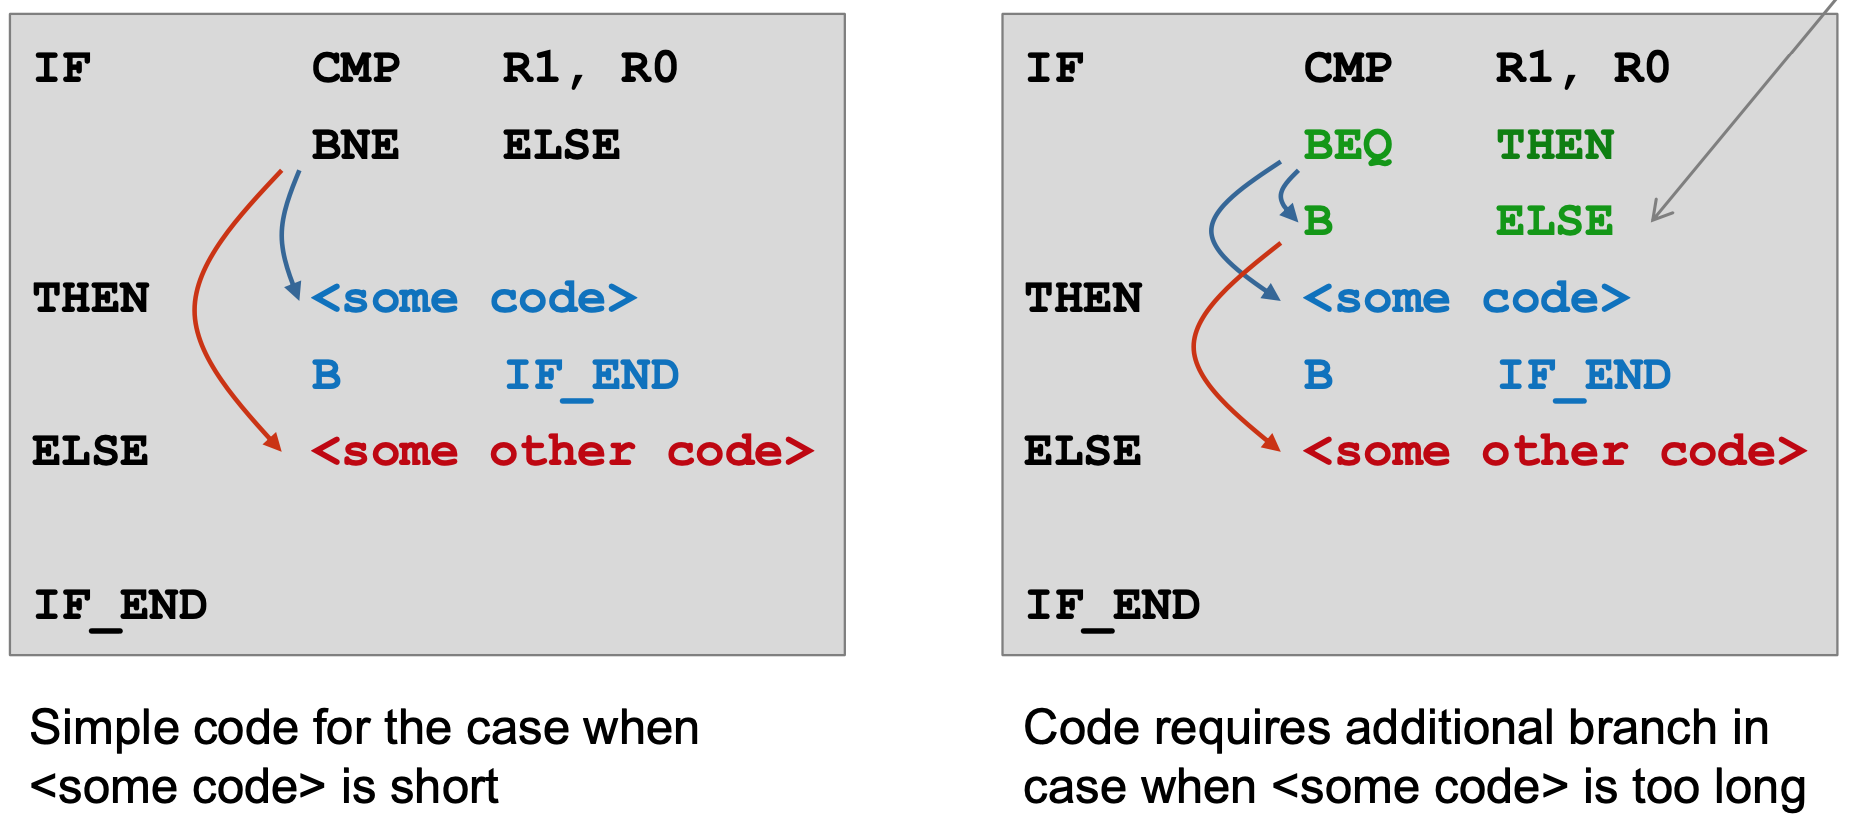 IF CMP R1, R0
BNE ELSE
THEN <some code>
B IF_END
ELSE <some other code>
IF_END
Simple code for the case when
<some code> is short
IF CMP R1, R0
BEQ THEN
B ELSE
THEN <some code>
B IF_END
ELSE <some other code>
IF_END
Code requires additional branch in
case when <some code> is too long